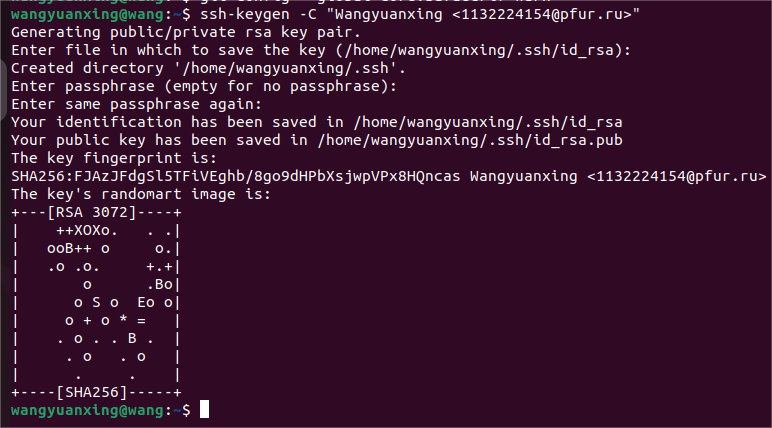 wangyuanxing@wang:~$ ssh-keygen -C "Wangyuanxing <1132224154@pfur.ru>"
Generating public/private rsa key pair.
Enter file in which to save the key (/home/wangyuanxing/.ssh/id_rsa):
Created directory '/home/wangyuanxing/.ssh'.
Enter passphrase (empty for no passphrase):
Enter same passphrase again:
Your identification has been saved in /home/wangyuanxing/.ssh/id_rsa
Your public key has been saved in /home/wangyuanxing/.ssh/id_rsa.pub
The key fingerprint is:
SHA256:FJAzJFdgSl5TFiVEghb/8go9dHPbXsjwpVPx8HQncas Wangyuanxing <1132224154@pfur.ru>
The key's randomart image is:
+---[RSA 3072]----+
|    ++XOXo.   . .|
|   ooB++ o     o.|
|   .o .o.     +.+|
|       o      .Bo|
|      o S o  Eo o|
|     o + o * =   |
|    . o . . B .  |
|     . o   . o   |
|      .     .    |
+----[SHA256]-----+
wangyuanxing@wang:~$